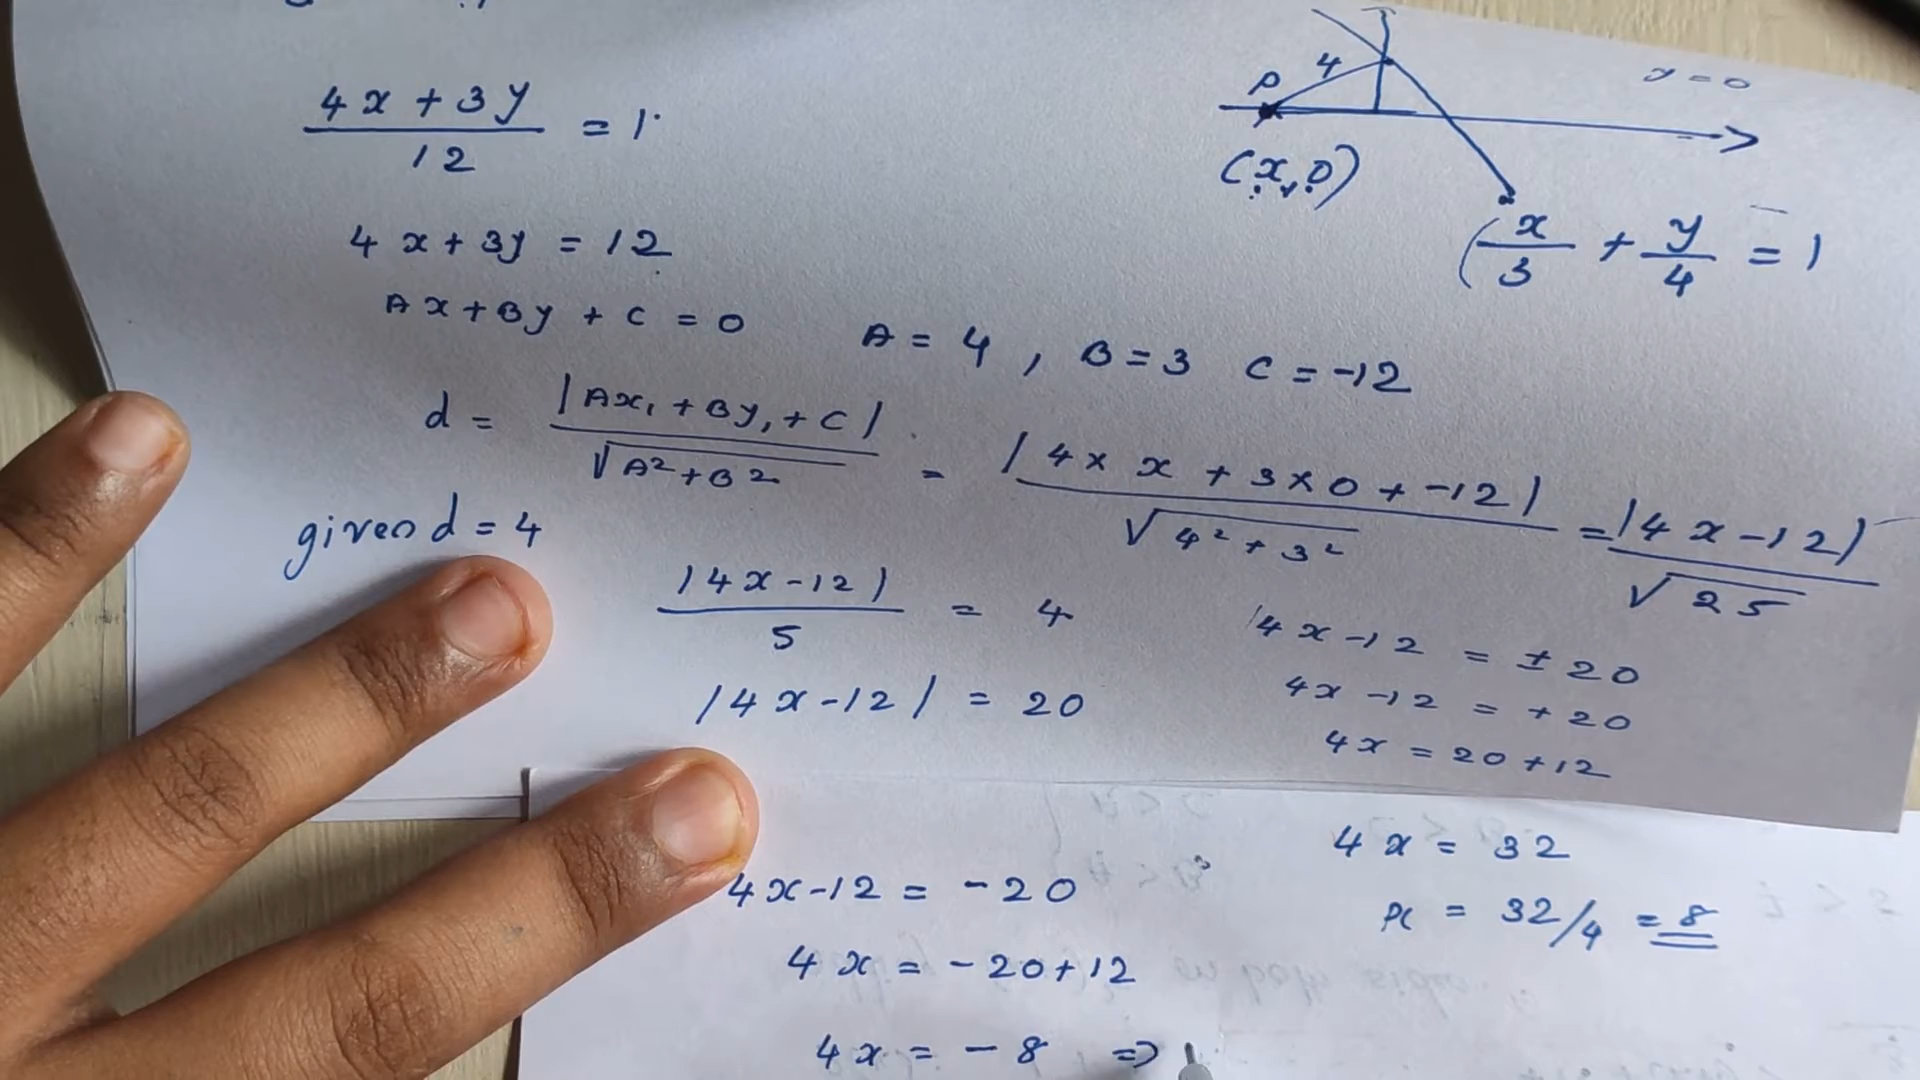 4x + 3y / 12 = 1
4x + 3y = 12
Ax + By + C = 0
A = 4 , B = 3 C = -12
d = |Ax₁ + By₁ + C| / √A² + B² = |4 × x + 3 × 0 + -12| / √4² + 3² = |4x - 12| / √25
given d = 4
|4x - 12| / 5 = 4
|4x - 12| = 20
P 4
y = 0
(x, 0)
(x/3 + y/4 = 1
4x - 12 = ± 20
4x - 12 = + 20
4x = 20 + 12
4x = 32
x = 32/4 = 8
4x - 12 = - 20
4x = - 20 + 12
4x = - 8 ⇒